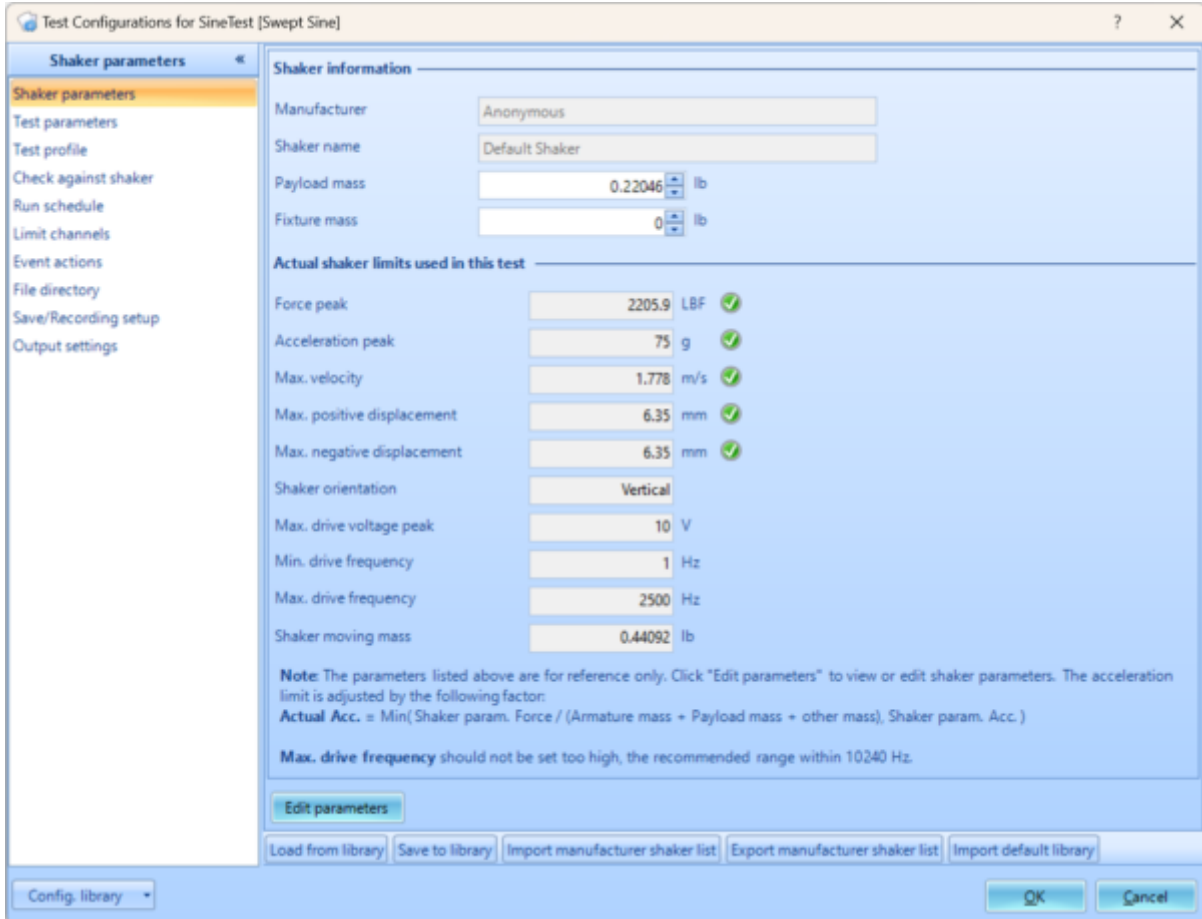 Test Configurations for SineTest [Swept Sine]
?
Shaker parameters
Shaker parameters
Test parameters
Test profile
Check against shaker
Run schedule
Limit channels
Event actions
File directory
Save/Recording setup
Output settings
Shaker information
Manufacturer Anonymous
Shaker name Default Shaker
Payload mass 0.22046 lb
Fixture mass 0 lb
Actual shaker limits used in this test
Force peak 2205.9 LBF
Acceleration peak 75 g
Max. velocity 1.778 m/s
Max. positive displacement 6.35 mm
Max. negative displacement 6.35 mm
Shaker orientation Vertical
Max. drive voltage peak 10 V
Min. drive frequency 1 Hz
Max. drive frequency 2500 Hz
Shaker moving mass 0.44092 lb
Note: The parameters listed above are for reference only. Click "Edit parameters" to view or edit shaker parameters. The acceleration
limit is adjusted by the following factor:
Actual Acc. = Min( Shaker param. Force / (Armature mass + Payload mass + other mass), Shaker param. Acc. )
Max. drive frequency should not be set too high, the recommended range within 10240 Hz.
Edit parameters
Load from library Save to library Import manufacturer shaker list Export manufacturer shaker list Import default library
Config. library OK Cancel